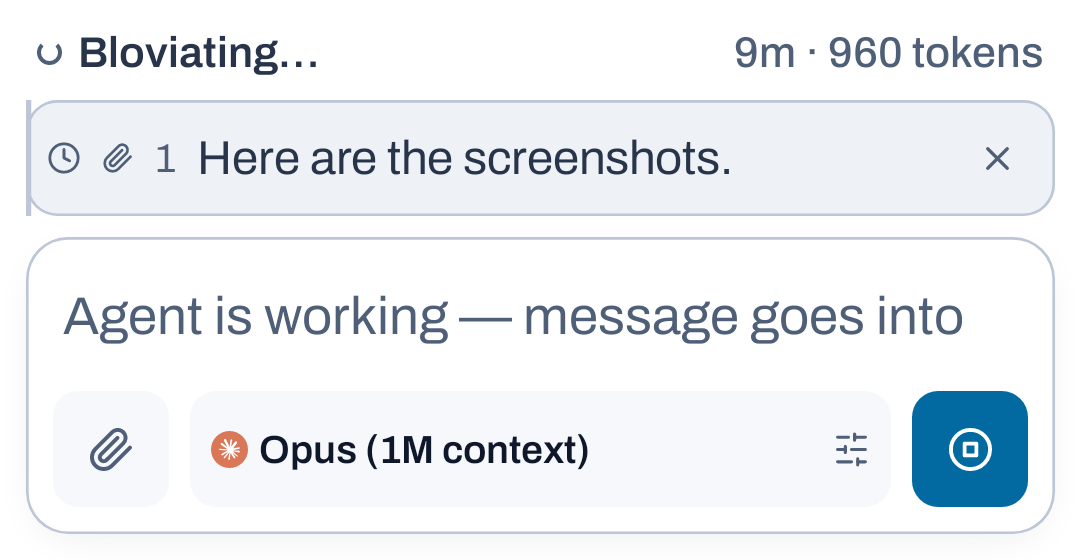 Bloviating...
9m · 960 tokens
1 Here are the screenshots.
Agent is working — message goes into
Opus (1M context)